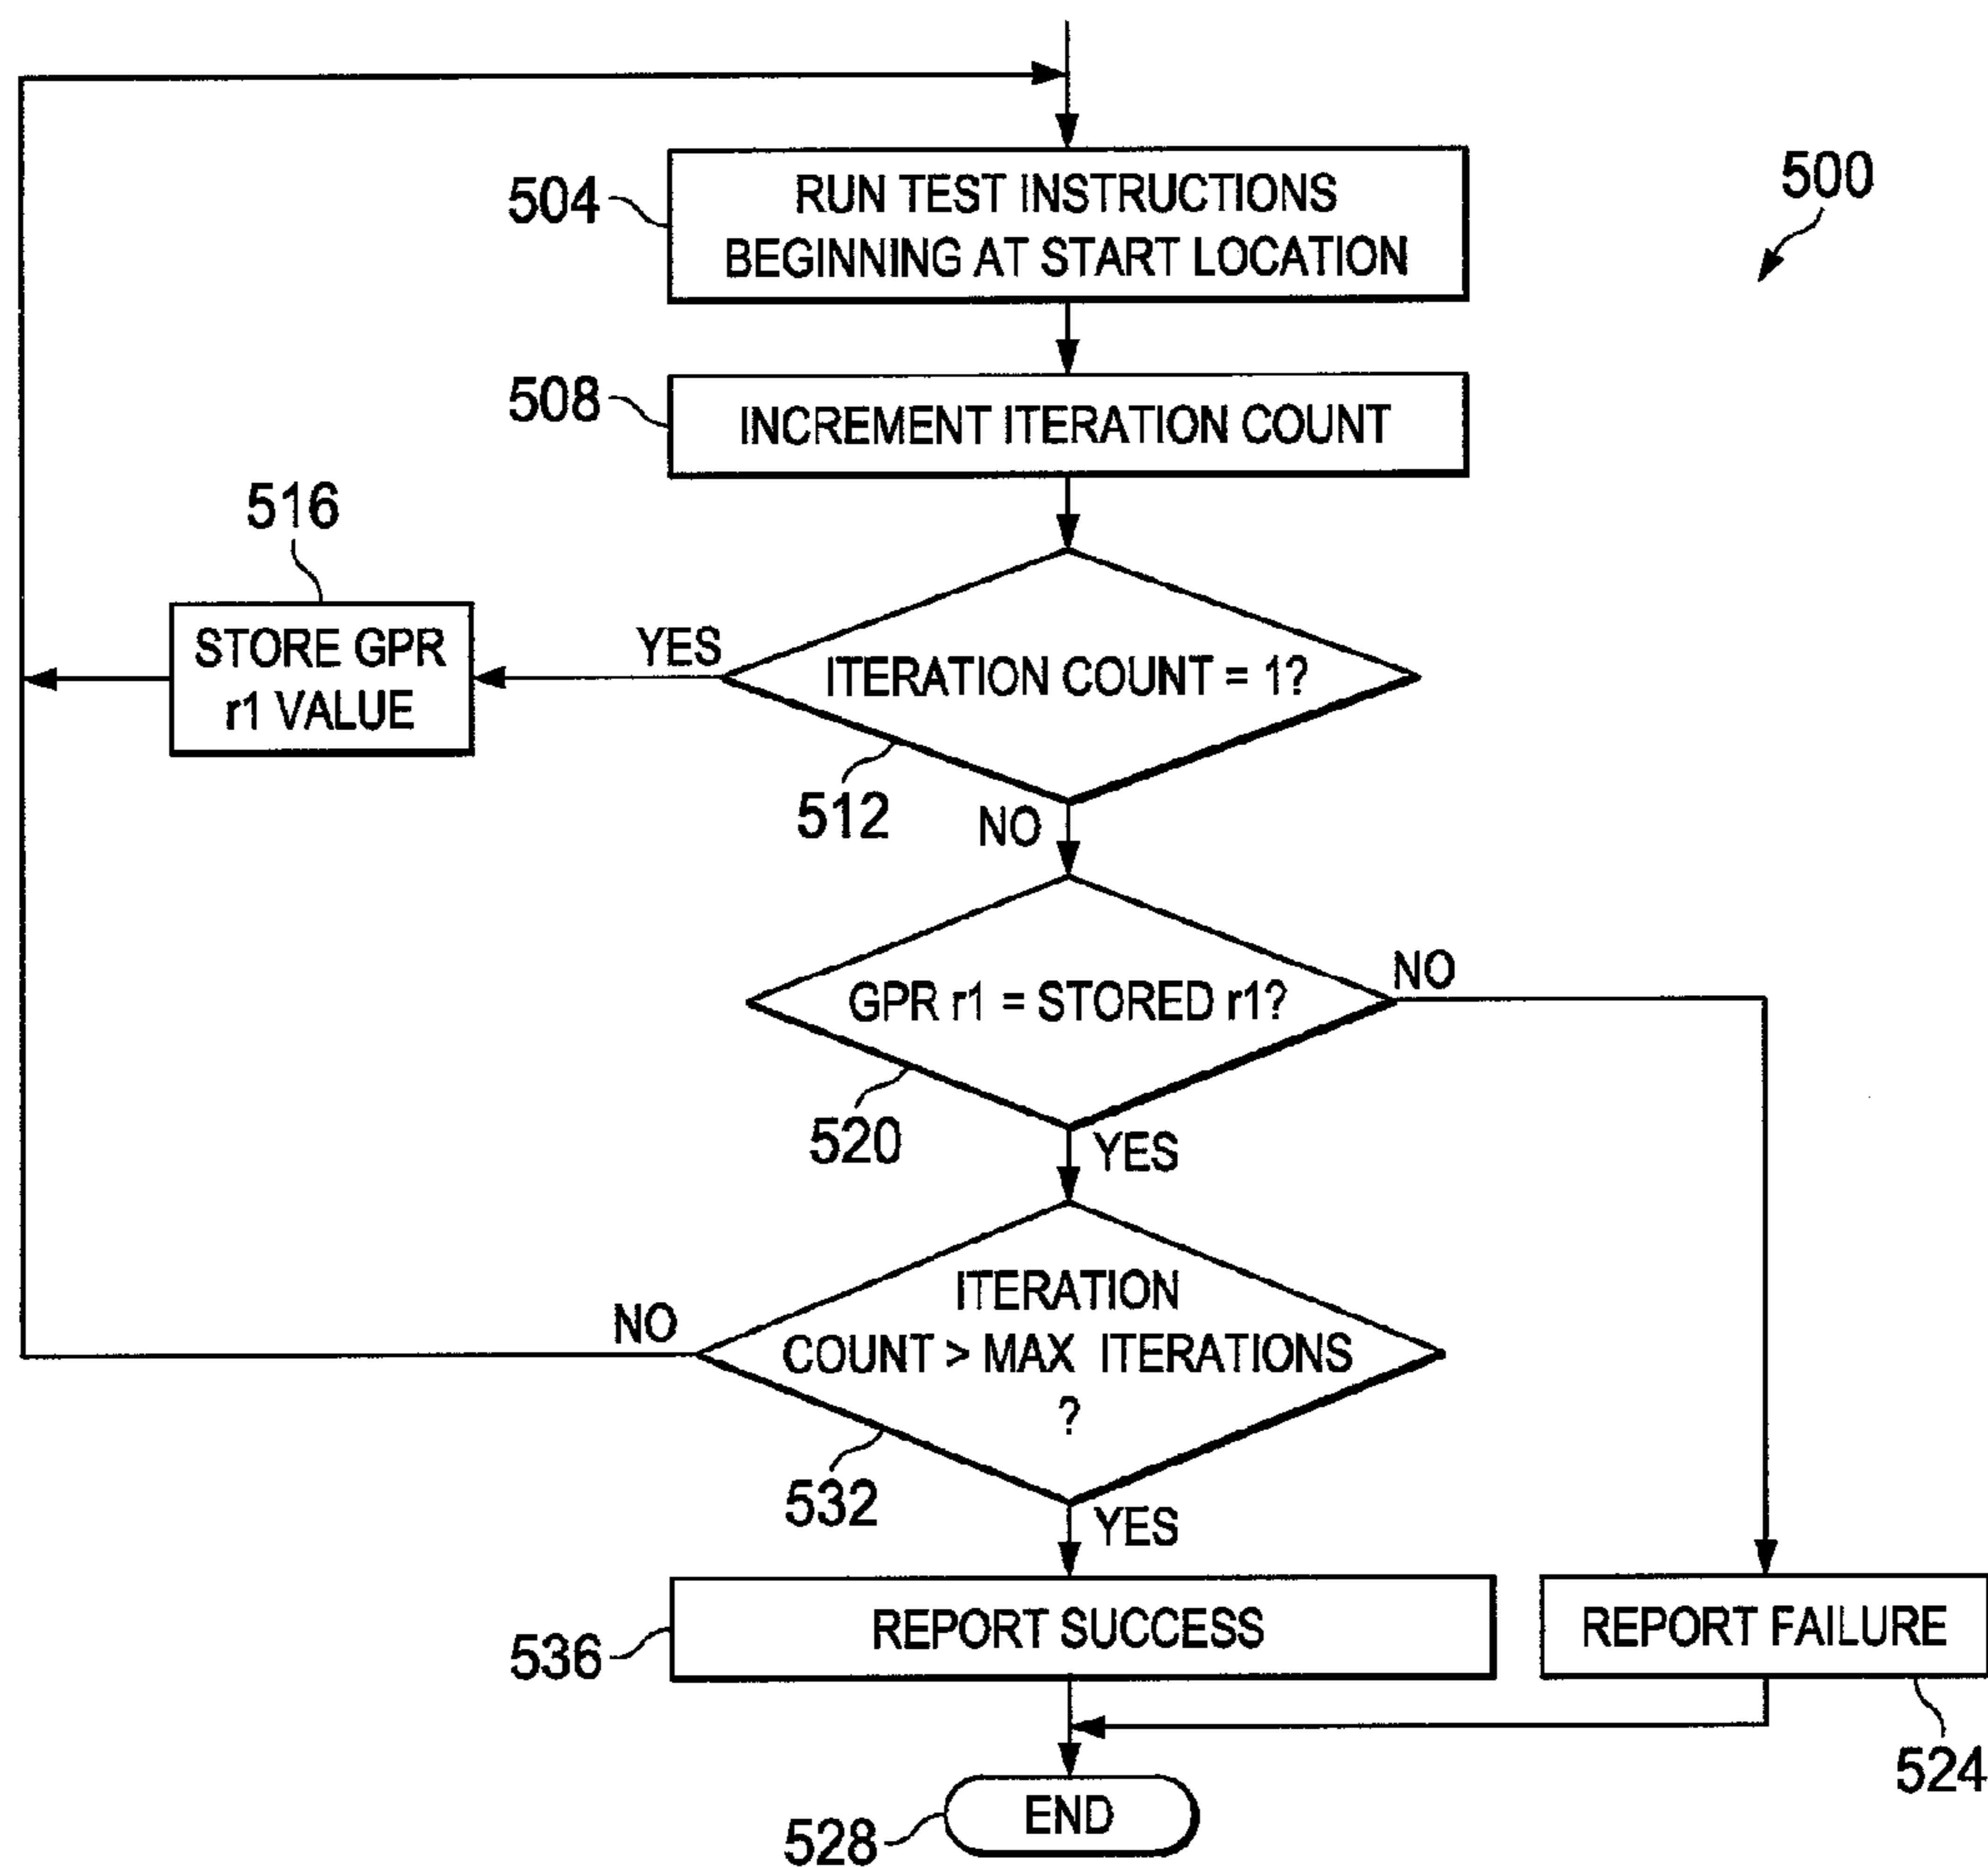 504
RUN TEST INSTRUCTIONS
BEGINNING AT START LOCATION
500
508
INCREMENT ITERATION COUNT
516
STORE GPR
r1 VALUE
YES
ITERATION COUNT = 1?
512
NO
GPR r1 = STORED r1?
NO
520
YES
ITERATION
COUNT > MAX ITERATIONS
?
NO
532
YES
536
REPORT SUCCESS
REPORT FAILURE
524
528
END